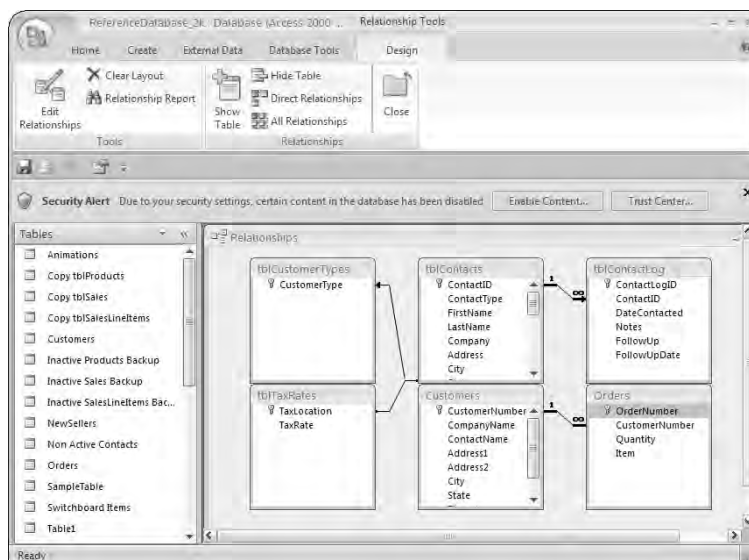 ReferenceDatabase_2k Database (Access 2000 ... Relationship Tools
Home Create External Data Database Tools Design
Edit Relationships
Clear Layout
Relationship Report
Tools
Show Table
Hide Table
Direct Relationships
All Relationships
Relationships
Close
Security Alert Due to your security settings, certain content in the database has been disabled Enable Content... Trust Center...
Tables
Animations
Copy tblProducts
Copy tblSales
Copy tblSalesLineItems
Customers
Inactive Products Backup
Inactive Sales Backup
Inactive SalesLineItems Bac...
NewSellers
Non Active Contacts
Orders
SampleTable
Switchboard Items
Table1
Relationships
tblCustomerTypes
CustomerType
tblContacts
ContactID
ContactType
FirstName
LastName
Company
Address
City
1
∞
tblContactLog
ContactLogID
ContactID
DateContacted
Notes
FollowUp
FollowUpDate
tblTaxRates
TaxLocation
TaxRate
Customers
CustomerNumber
CompanyName
ContactName
Address1
Address2
City
State
1
∞
Orders
OrderNumber
CustomerNumber
Quantity
Item
Ready